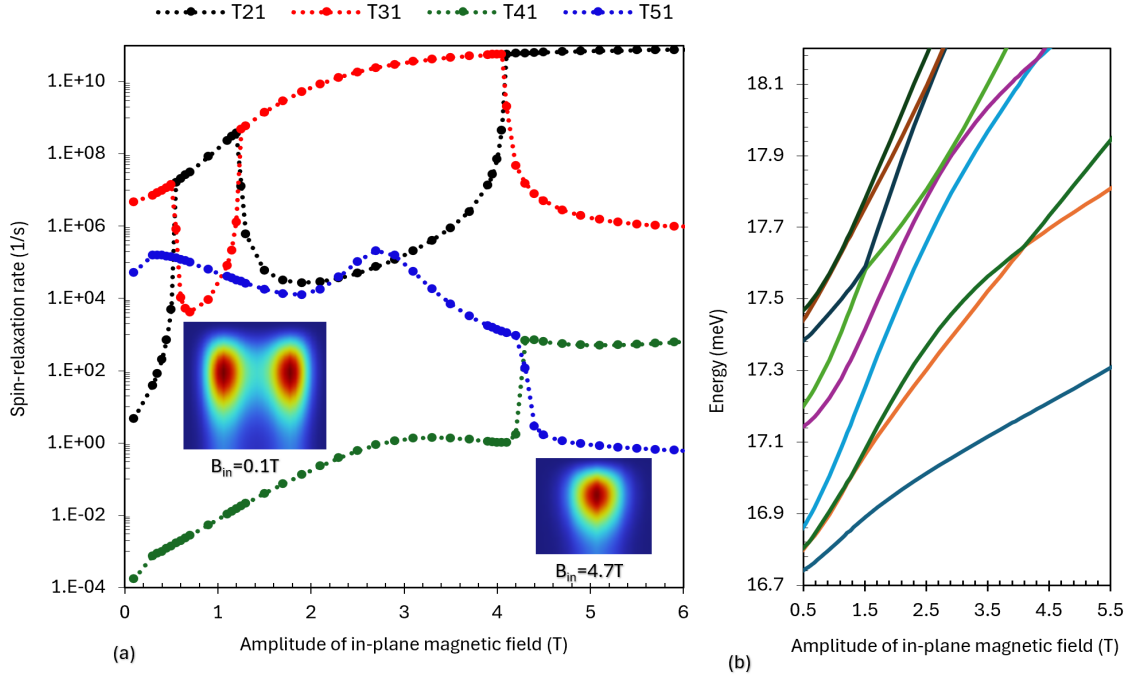 T21 T31 T41 T51
Spin-relaxation rate (1/s)
1.E+10
1.E+08
1.E+06
1.E+04
1.E+02
1.E+00
1.E-02
1.E-04
0 1 2 3 4 5 6
Amplitude of in-plane magnetic field (T)
Bin=0.1T
Bin=4.7T
(a)
Energy (meV)
18.1
17.9
17.7
17.5
17.3
17.1
16.9
16.7
0.5 1.5 2.5 3.5 4.5 5.5
Amplitude of in-plane magnetic field (T)
(b)